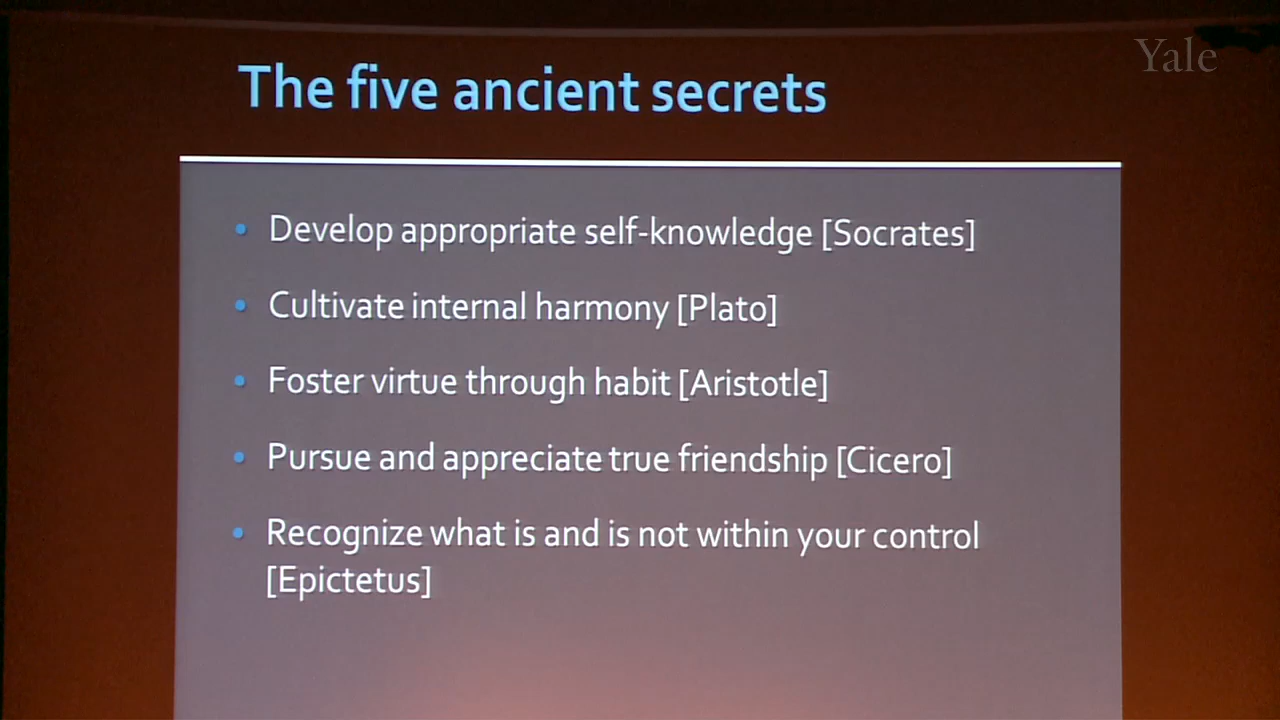 Yale
The five ancient secrets
• Develop appropriate self-knowledge [Socrates]
• Cultivate internal harmony [Plato]
• Foster virtue through habit [Aristotle]
• Pursue and appreciate true friendship [Cicero]
• Recognize what is and is not within your control
[Epictetus]